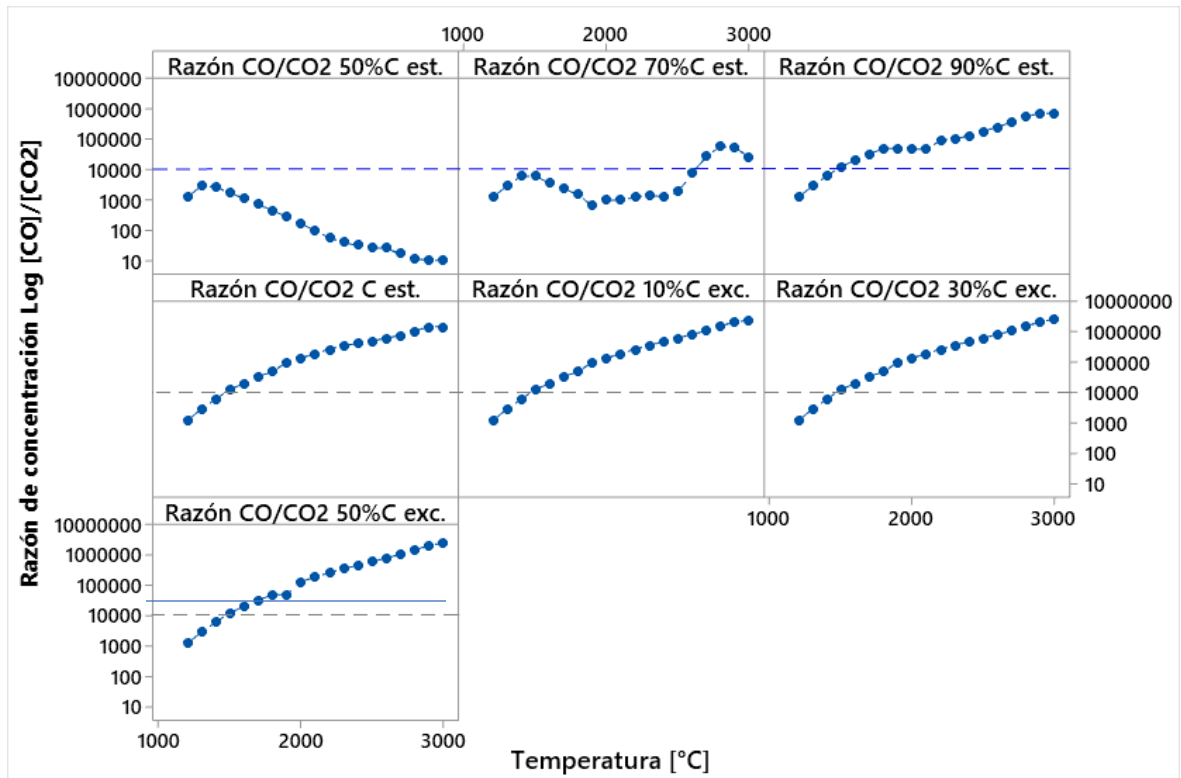 1000 2000 3000
Razón CO/CO2 50%C est. Razón CO/CO2 70%C est. Razón CO/CO2 90%C est.
10000000
1000000
100000
10000
1000
100
10
Razón CO/CO2 C est. Razón CO/CO2 10%C exc. Razón CO/CO2 30%C exc.
10000000
1000000
100000
10000
1000
100
10
Razón CO/CO2 50%C exc.
1000 2000 3000
10000000
1000000
100000
10000
1000
100
10
1000 2000 3000
Razón de concentración Log [CO]/[CO2]
Temperatura [°C]